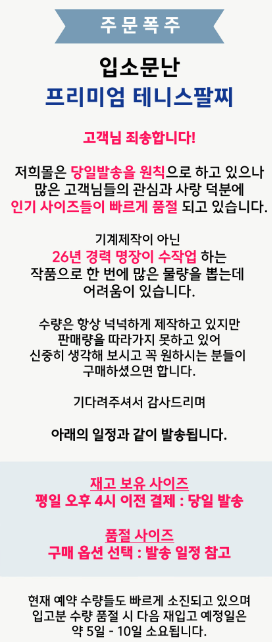 주문폭주
입소문난
프리미엄 테니스팔찌
고객님 죄송합니다!
저희몰은 당일발송을 원칙으로 하고 있으나
많은 고객님들의 관심과 사랑 덕분에
인기 사이즈들이 빠르게 품절 되고 있습니다.
기계제작이 아닌
26년 경력 명장이 수작업 하는
작품으로 한 번에 많은 물량을 뽑는데
어려움이 있습니다.
수량은 항상 넉넉하게 제작하고 있지만
판매량을 따라가지 못하고 있어
신중히 생각해 보시고 꼭 원하시는 분들이
구매하셨으면 합니다.
기다려주셔서 감사드리며
아래의 일정과 같이 발송됩니다.
재고 보유 사이즈
평일 오후 4시 이전 결제 : 당일 발송
품절 사이즈
구매 옵션 선택 : 발송 일정 참고
현재 예약 수량들도 빠르게 소진되고 있으며
입고분 수량 품절 시 다음 재입고 예정일은
약 5일 - 10일 소요됩니다.